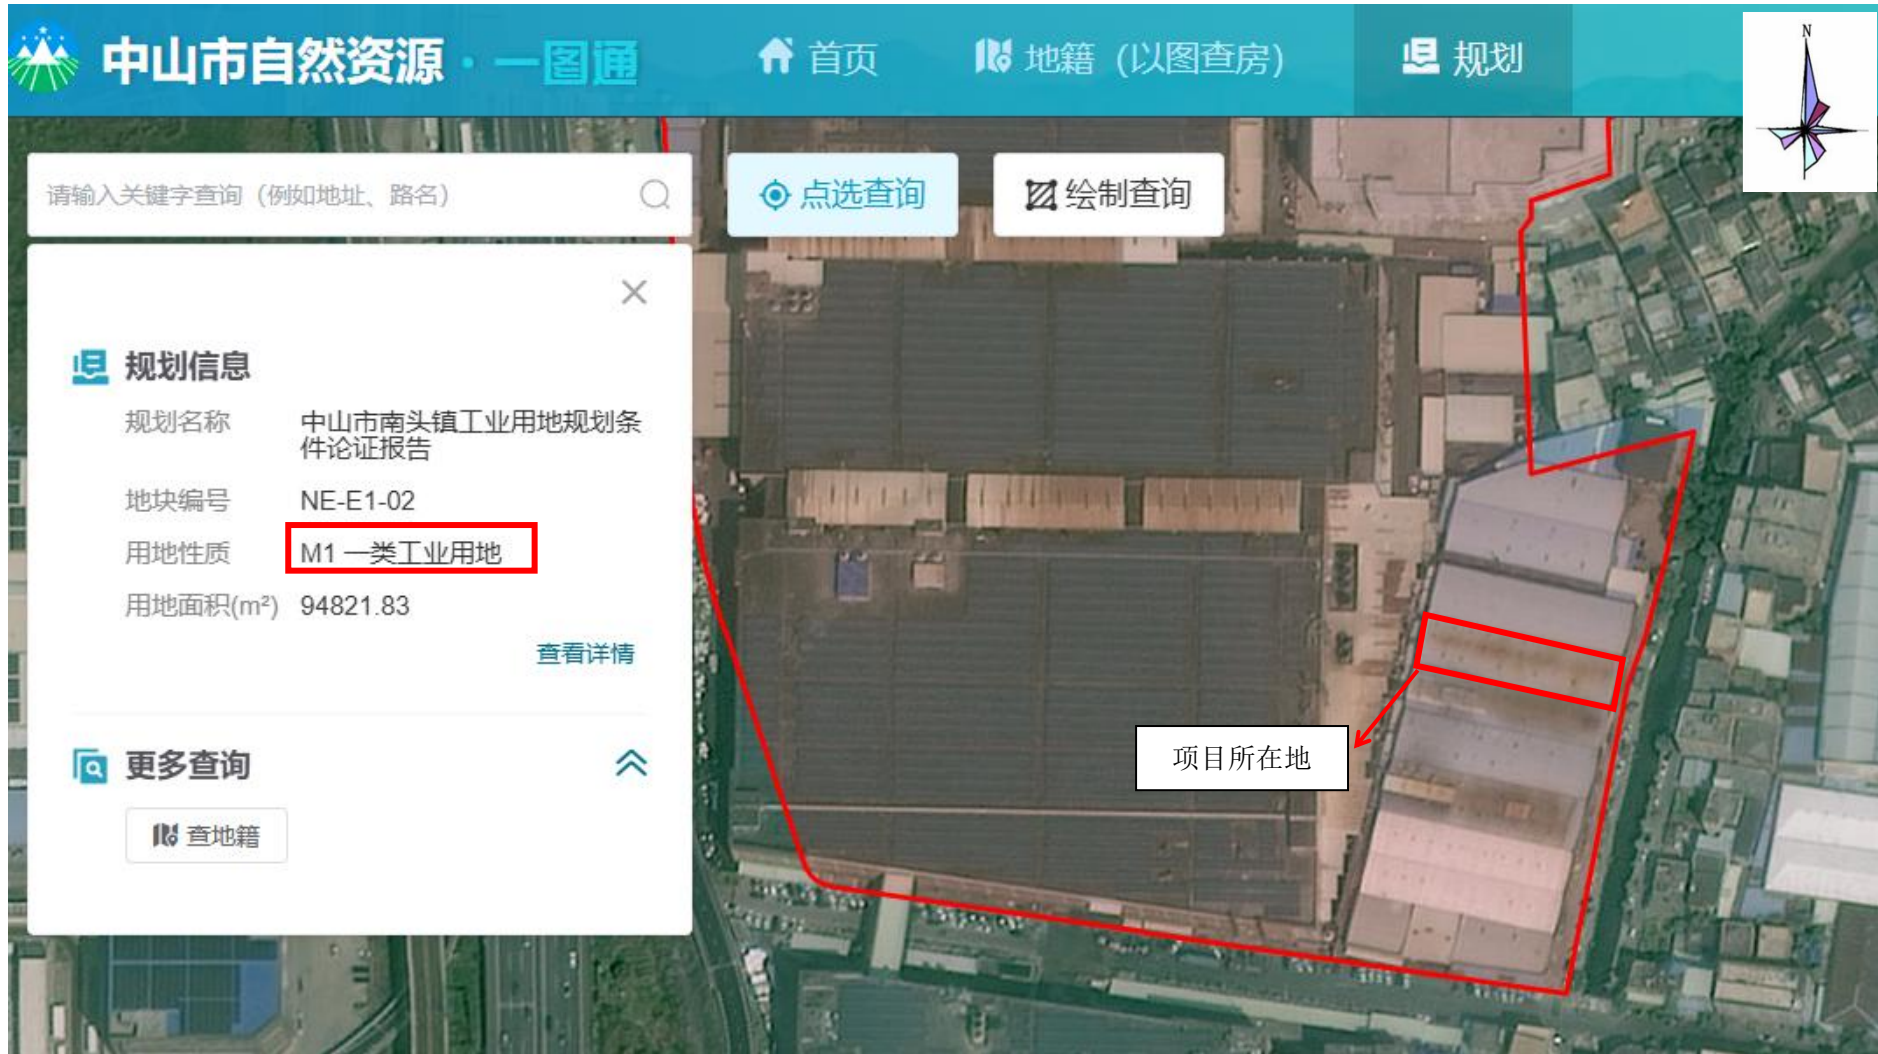 中山市自然资源·一图通
首页
地籍（以图查房）
规划
N
请输入关键字查询（例如地址、路名）
点选查询
绘制查询
规划信息
规划名称 中山市南头镇工业用地规划条
件论证报告
地块编号 NE-E1-02
用地性质 M1 一类工业用地
用地面积(m²) 94821.83
查看详情
项目所在地
更多查询
查地籍